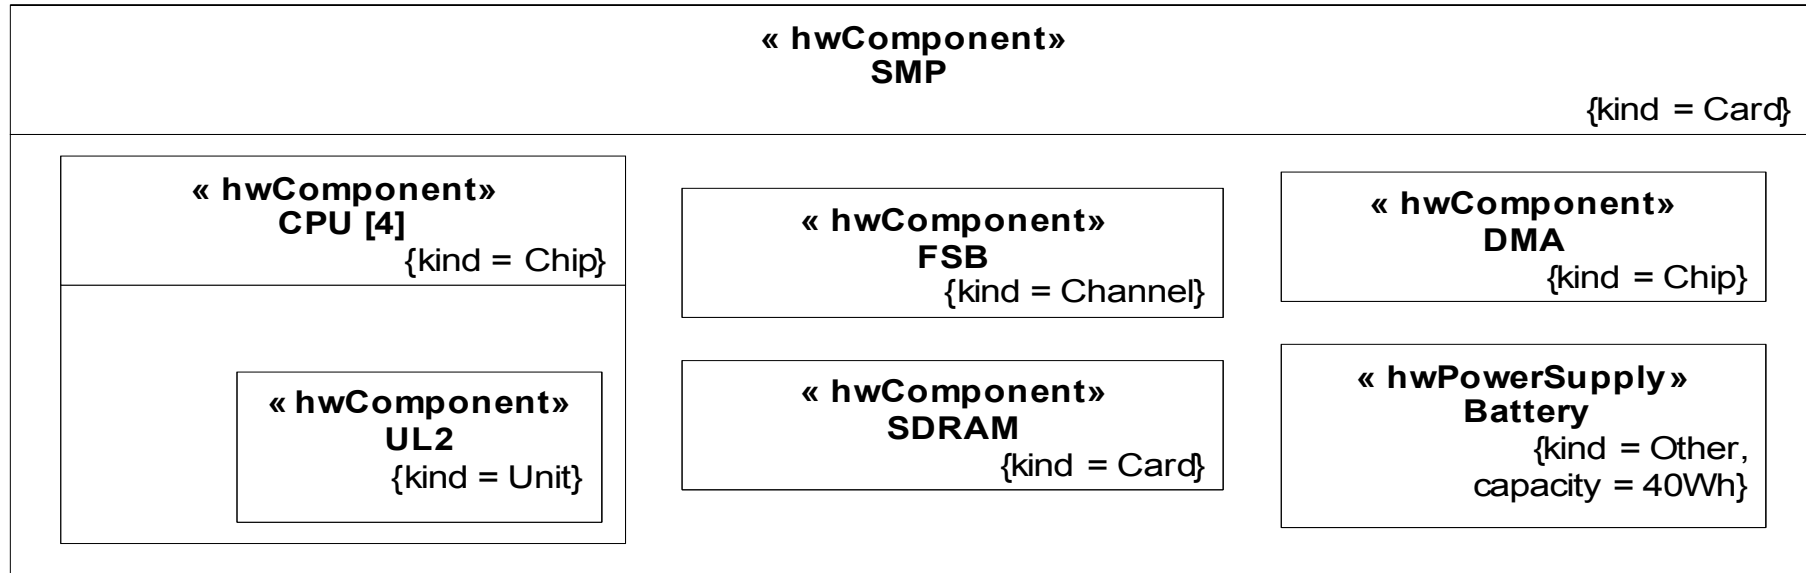 « hwComponent»
SMP
{kind = Card}
« hwComponent»
CPU [4]
{kind = Chip}
« hwComponent»
UL2
{kind = Unit}
« hwComponent»
FSB
{kind = Channel}
« hwComponent»
SDRAM
{kind = Card}
« hwComponent»
DMA
{kind = Chip}
« hwPowerSupply»
Battery
{kind = Other,
capacity = 40Wh}